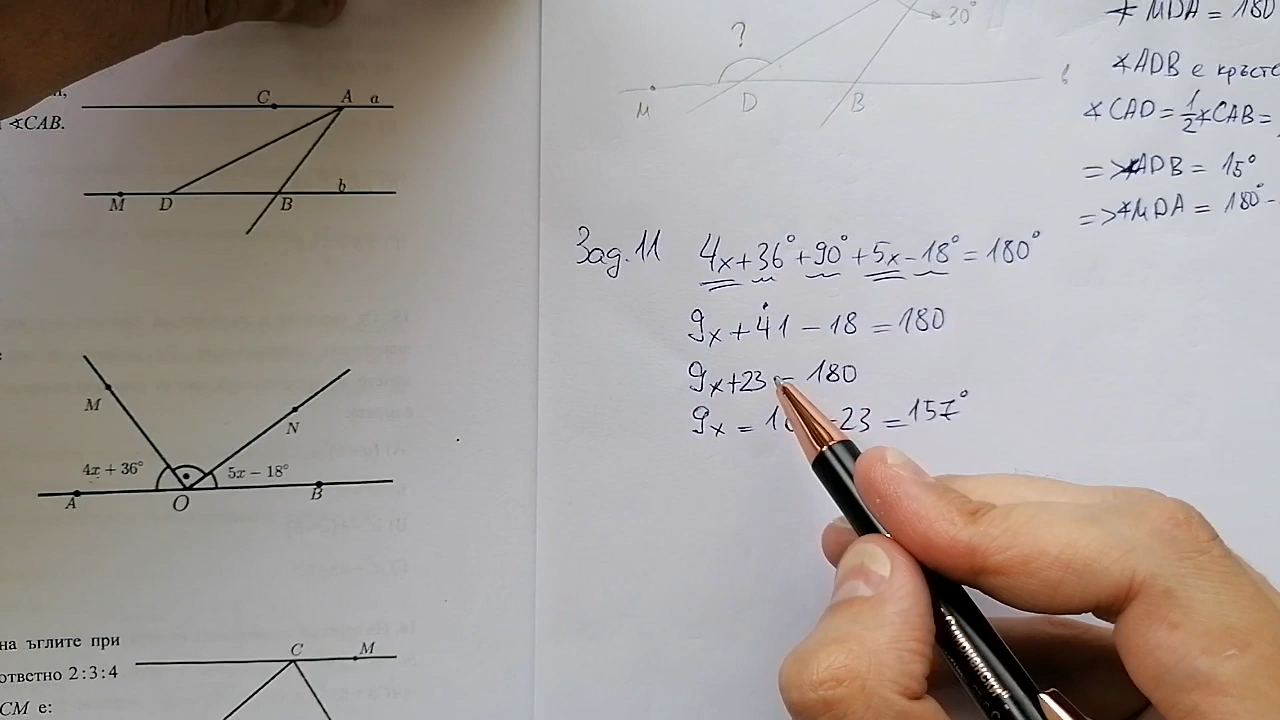 ∢CAB.
C A a
M D B b
M N
4x + 36° 5x − 18°
A O B
на ъглите при
2:3:4
CM е:
C M
30°
?
M D B
∢ MDA = 180
∢ADB е кръсте
∢CAD = 1/2 ∢CAB =
=> ∢ADB = 15°
=> ∢MDA = 180° -
Зад. 11 4x + 36° + 90° + 5x - 18° = 180°
9x + 41 - 18 = 180
9x + 23 = 180
9x = 23 = 157°